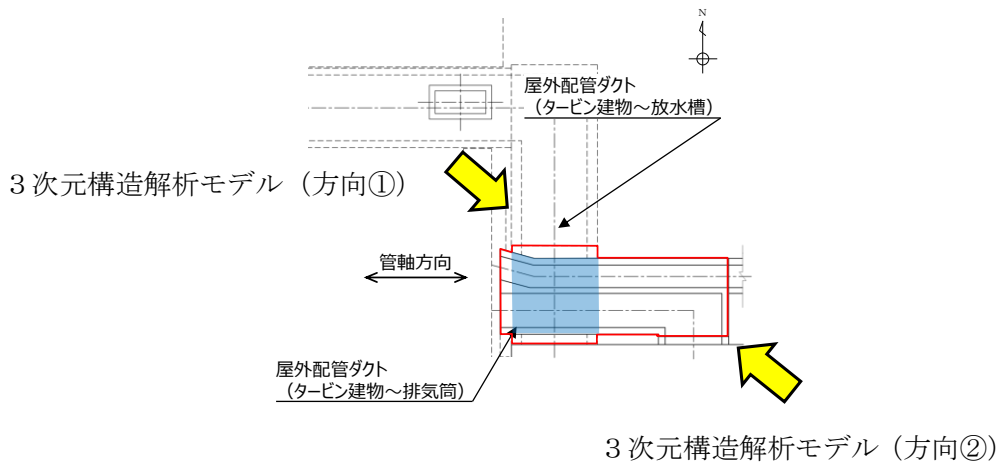 N
屋外配管ダクト
（タービン建物～放水槽）
３次元構造解析モデル（方向①）
管軸方向
屋外配管ダクト
（タービン建物～排気筒）
３次元構造解析モデル（方向②）